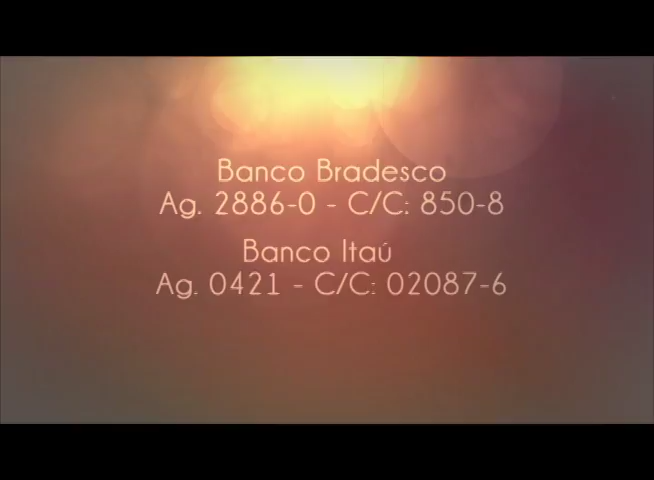 Banco Bradesco
Ag. 2886-0 - C/C: 850-8
Banco Itaú
Ag. 0421 - C/C: 02087-6